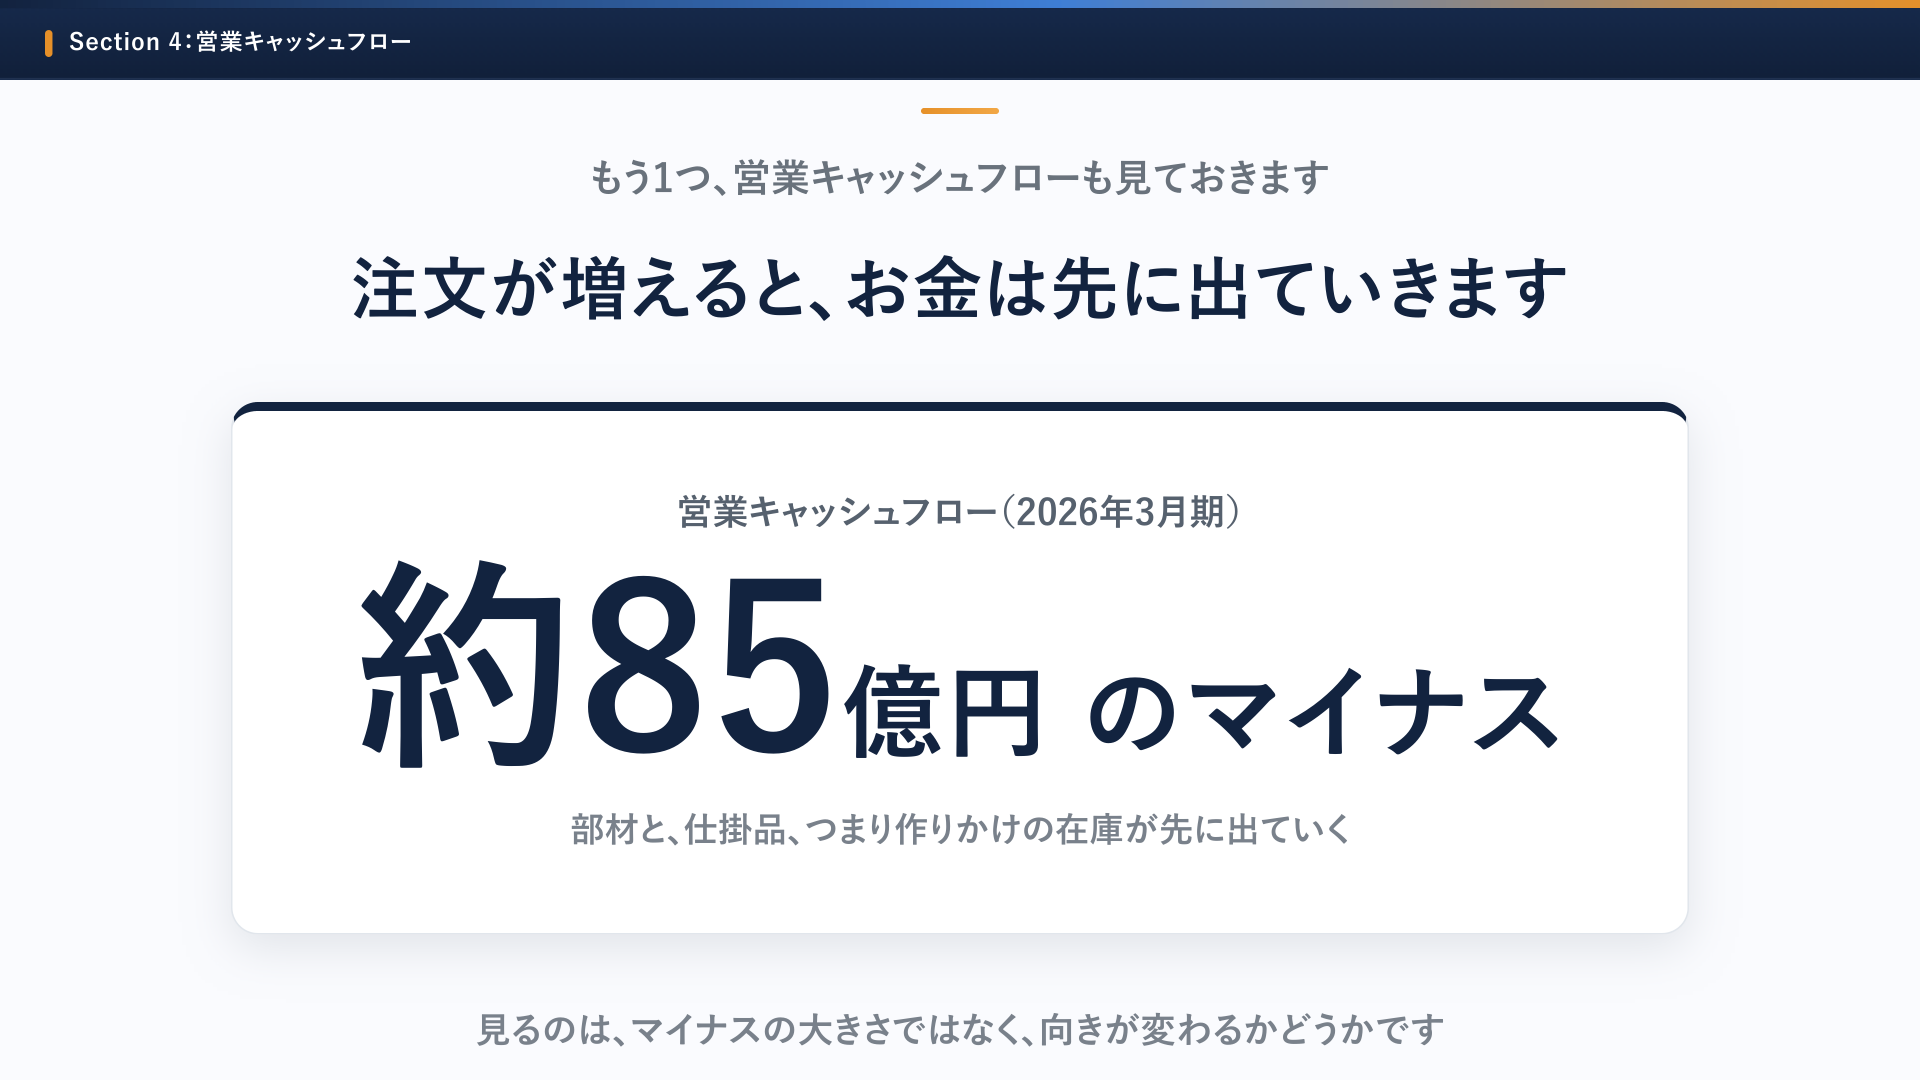 Section 4：営業キャッシュフロー
もう1つ、営業キャッシュフローも見ておきます
注文が増えると、お金は先に出ていきます
営業キャッシュフロー（2026年3月期）
約85億円 のマイナス
部材と、仕掛品、つまり作りかけの在庫が先に出ていく
見るのは、マイナスの大きさではなく、向きが変わるかどうかです